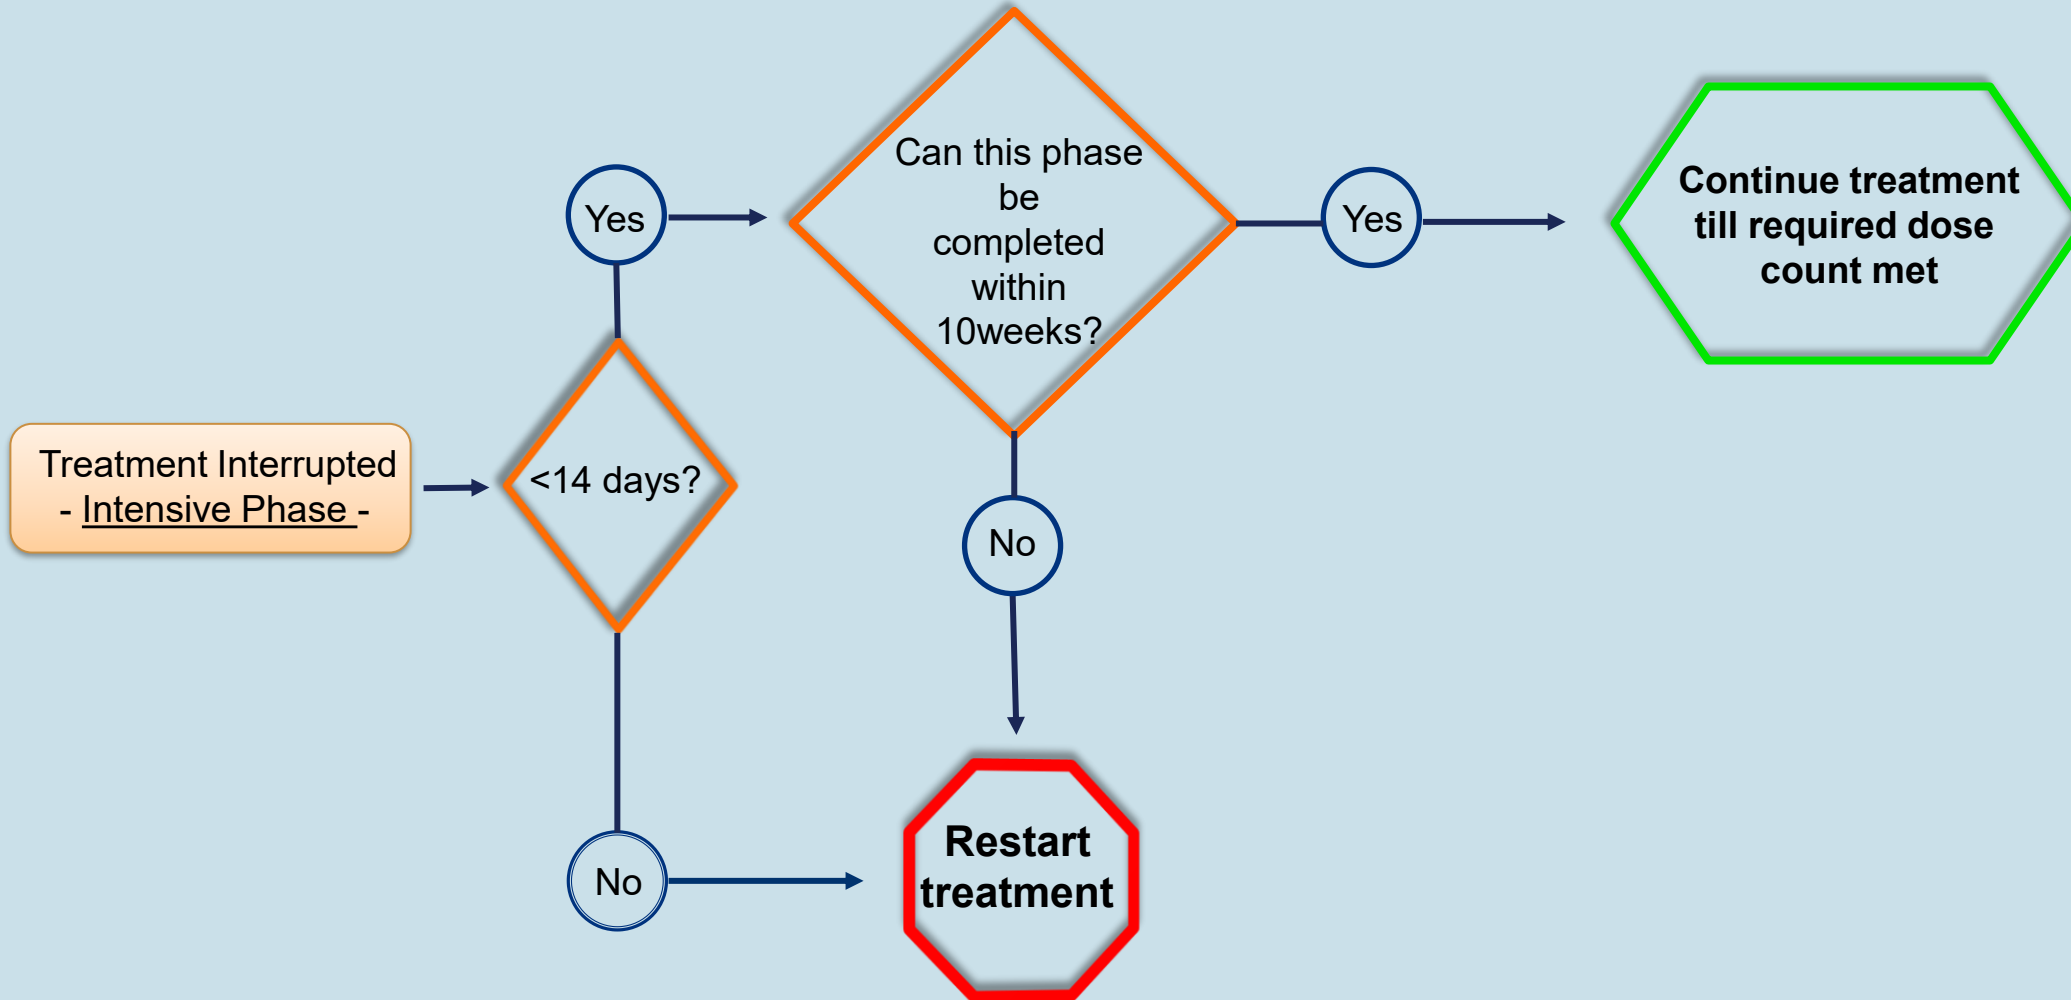 Treatment Interrupted
- Intensive Phase -
<14 days?
Yes
Can this phase
be
completed
within
10weeks?
Yes
Continue treatment
till required dose
count met
No
No
Restart
treatment